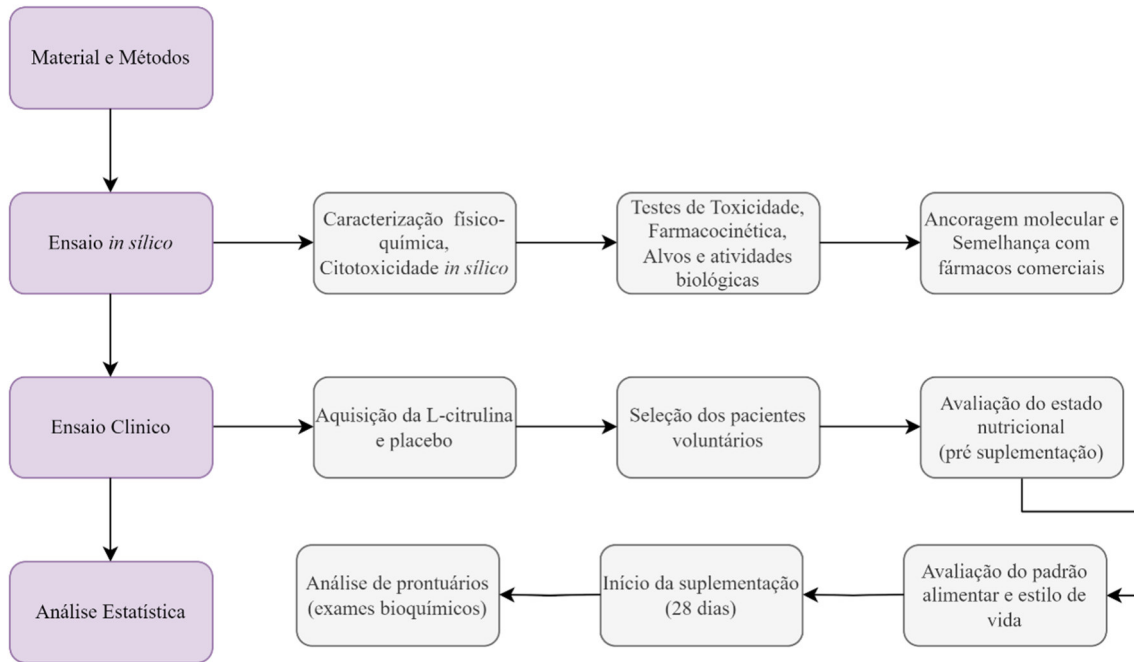 Material e Métodos
Ensaio in sílico
Caracterização físico-
química,
Citotoxicidade in sílico
Testes de Toxicidade,
Farmacocinética,
Alvos e atividades
biológicas
Ancoragem molecular e
Semelhança com
fármacos comerciais
Ensaio Clinico
Aquisição da L-citrulina
e placebo
Seleção dos pacientes
voluntários
Avaliação do estado
nutricional
(pré suplementação)
Avaliação do padrão
alimentar e estilo de
vida
Início da suplementação
(28 dias)
Análise de prontuários
(exames bioquímicos)
Análise Estatística